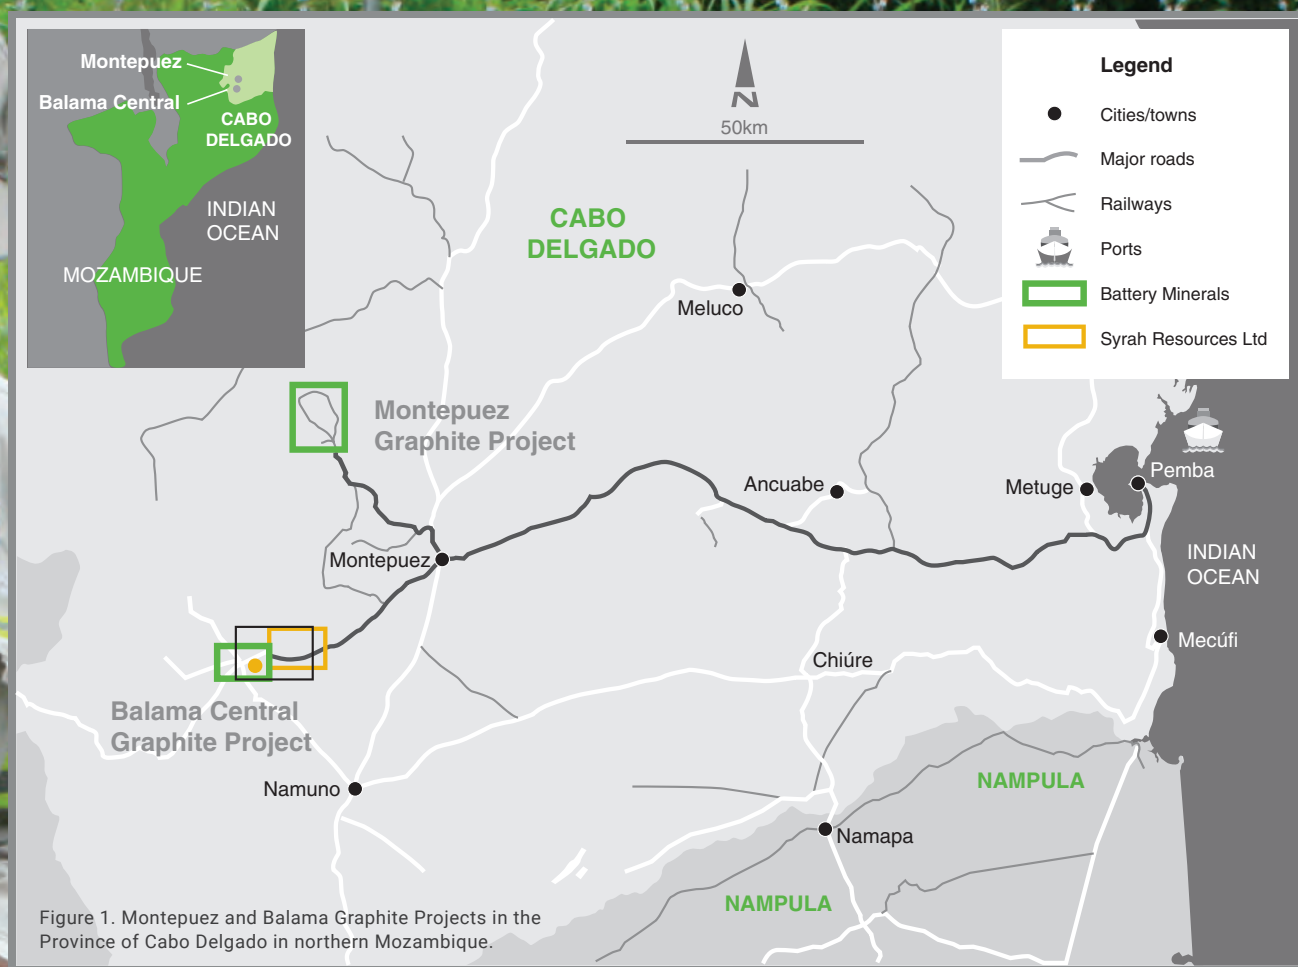 Montepuez
Balama Central
CABO
DELGADO
INDIAN
OCEAN
MOZAMBIQUE
N
50km
CABO
DELGADO
Legend
Cities/towns
Major roads
Railways
Ports
Battery Minerals
Syrah Resources Ltd
Meluco
Montepuez
Graphite Project
Ancuabe
Metuge
Pemba
Montepuez
INDIAN
OCEAN
Mecúfi
Chiúre
Balama Central
Graphite Project
Namuno
NAMPULA
Namapa
NAMPULA
Figure 1. Montepuez and Balama Graphite Projects in the
Province of Cabo Delgado in northern Mozambique.